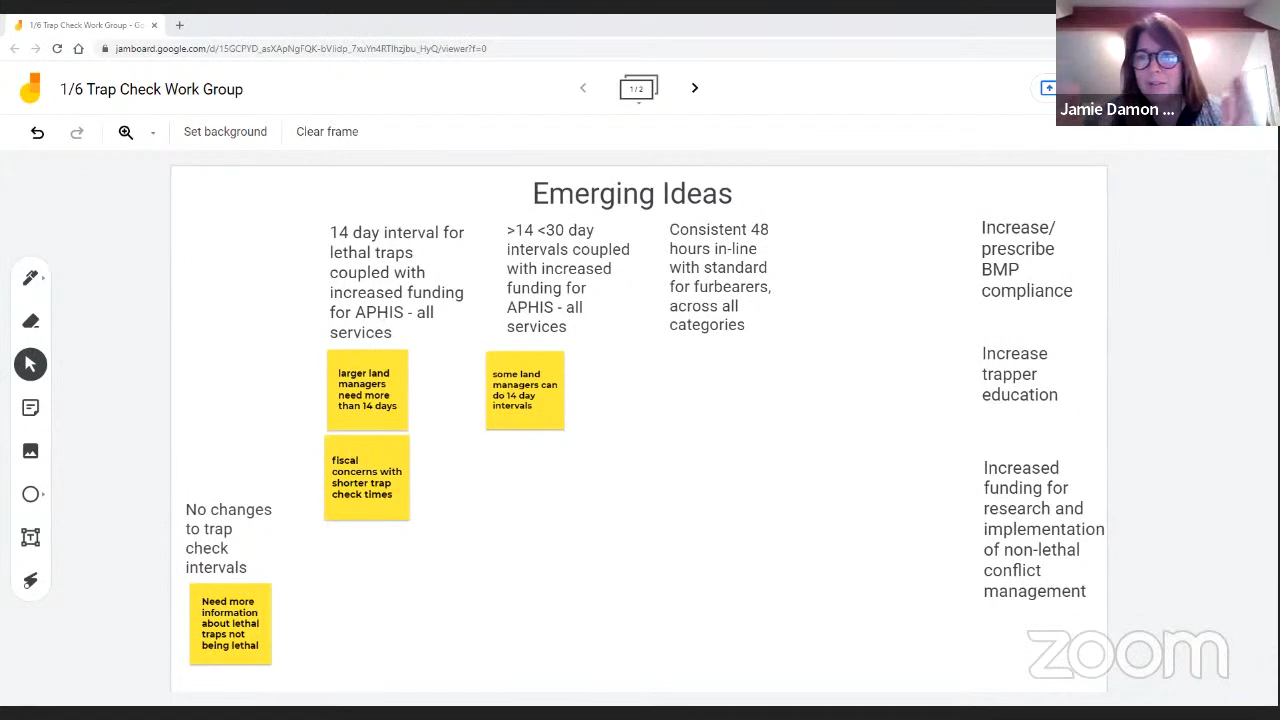 1/6 Trap Check Work Group - Go
jamboard.google.com/d/15GCPYD_asXApNgFQK-bVIidp_7xuYn4RTlhzjbu_HyQ/viewer?f=0
1/6 Trap Check Work Group
1 / 2
Set background
Clear frame
Jamie Damon ...
Emerging Ideas
14 day interval for
lethal traps
coupled with
increased funding
for APHIS - all
services
larger land
managers
need more
than 14 days
fiscal
concerns with
shorter trap
check times
>14 <30 day
intervals coupled
with increased
funding for
APHIS - all
services
some land
managers can
do 14 day
intervals
Consistent 48
hours in-line
with standard
for furbearers,
across all
categories
Increase/
prescribe
BMP
compliance
Increase
trapper
education
Increased
funding for
research and
implementation
of non-lethal
conflict
management
No changes
to trap
check
intervals
Need more
information
about lethal
traps not
being lethal
zoom